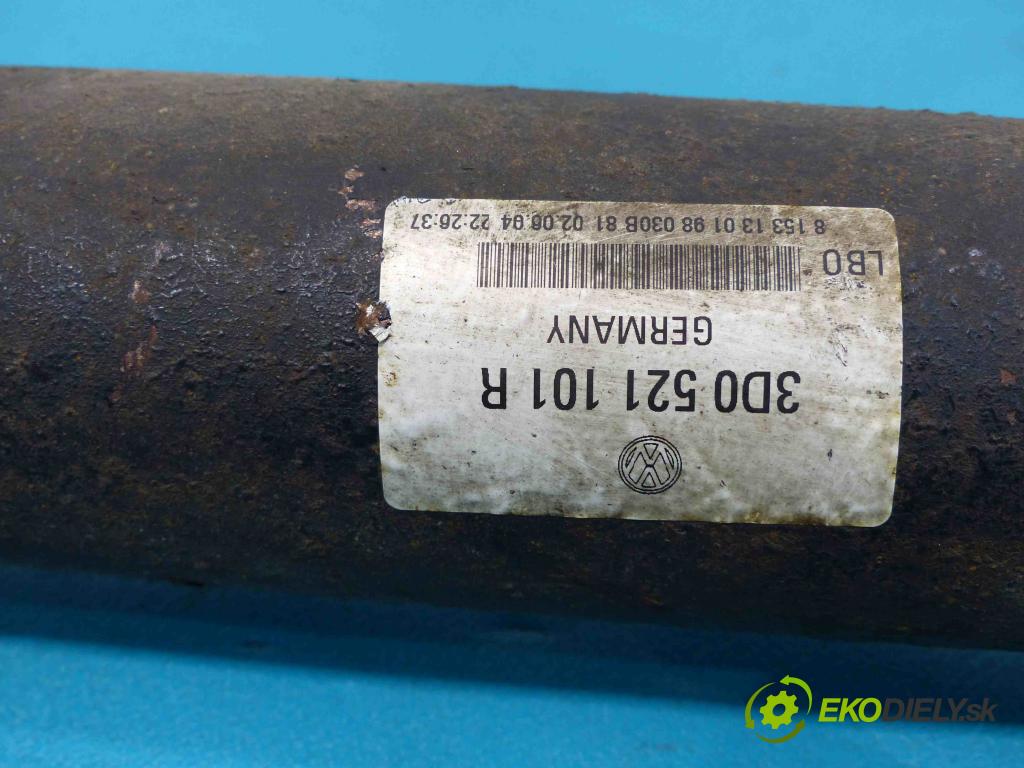 3D0 521 101 R
GERMANY
LBO
8 153 13 01 98 030B 81 02.06.04 22:26:37
EKODIELY.sk